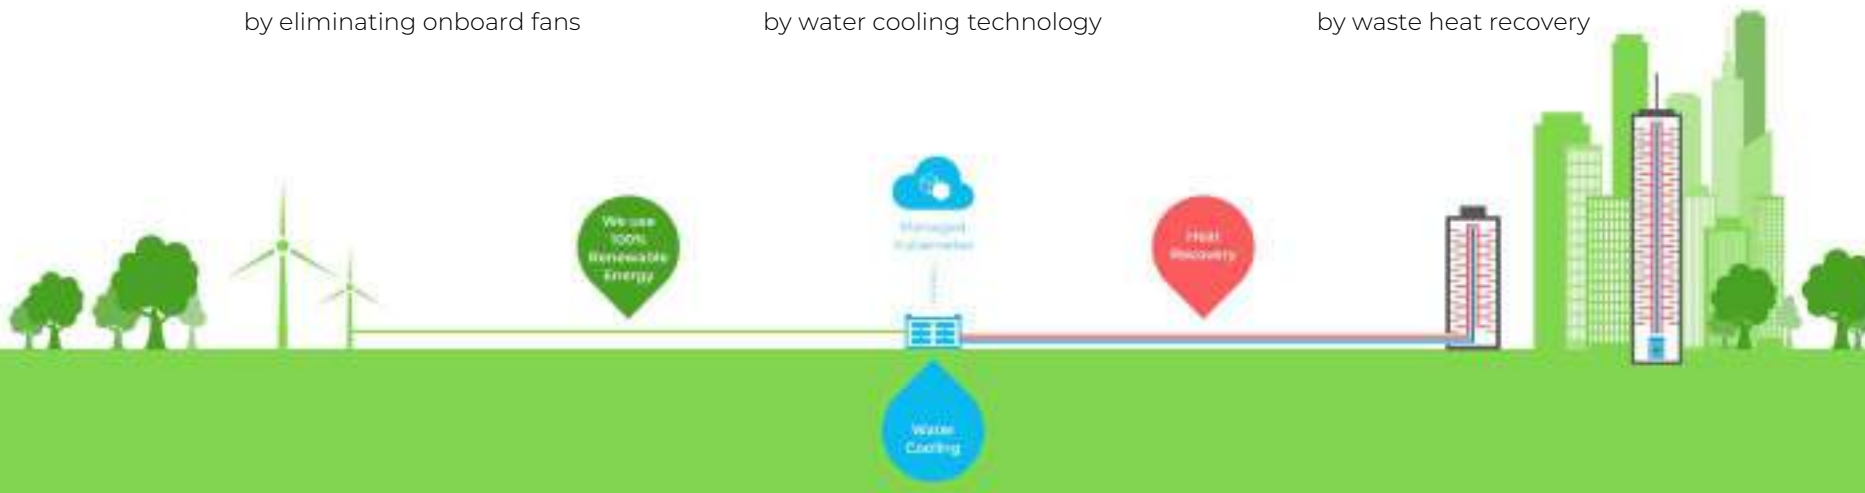 by eliminating onboard fans
by water cooling technology
by waste heat recovery
We use
100%
Renewable
Energy
Managed
Kubernetes
Heat
Recovery
Water
Cooling